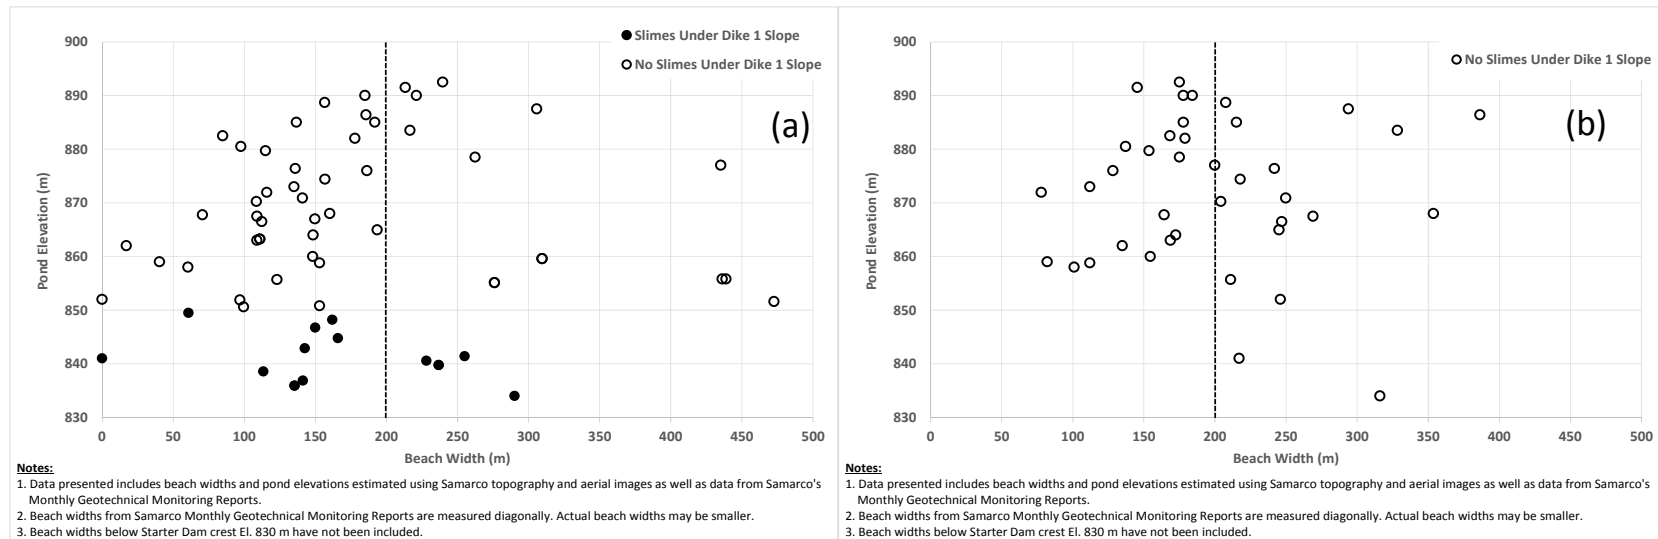 Slimes Under Dike 1 Slope
No Slimes Under Dike 1 Slope
(a)
900
890
880
870
860
850
840
830
Pond Elevation (m)
0 50 100 150 200 250 300 350 400 450 500
Beach Width (m)
Notes:
1. Data presented includes beach widths and pond elevations estimated using Samarco topography and aerial images as well as data from Samarco's
Monthly Geotechnical Monitoring Reports.
2. Beach widths from Samarco Monthly Geotechnical Monitoring Reports are measured diagonally. Actual beach widths may be smaller.
3. Beach widths below Starter Dam crest El. 830 m have not been included.
No Slimes Under Dike 1 Slope
(b)
900
890
880
870
860
850
840
830
Pond Elevation (m)
0 50 100 150 200 250 300 350 400 450 500
Beach Width (m)
Notes:
1. Data presented includes beach widths and pond elevations estimated using Samarco topography and aerial images as well as data from Samarco's
Monthly Geotechnical Monitoring Reports.
2. Beach widths from Samarco Monthly Geotechnical Monitoring Reports are measured diagonally. Actual beach widths may be smaller.
3. Beach widths below Starter Dam crest El. 830 m have not been included.